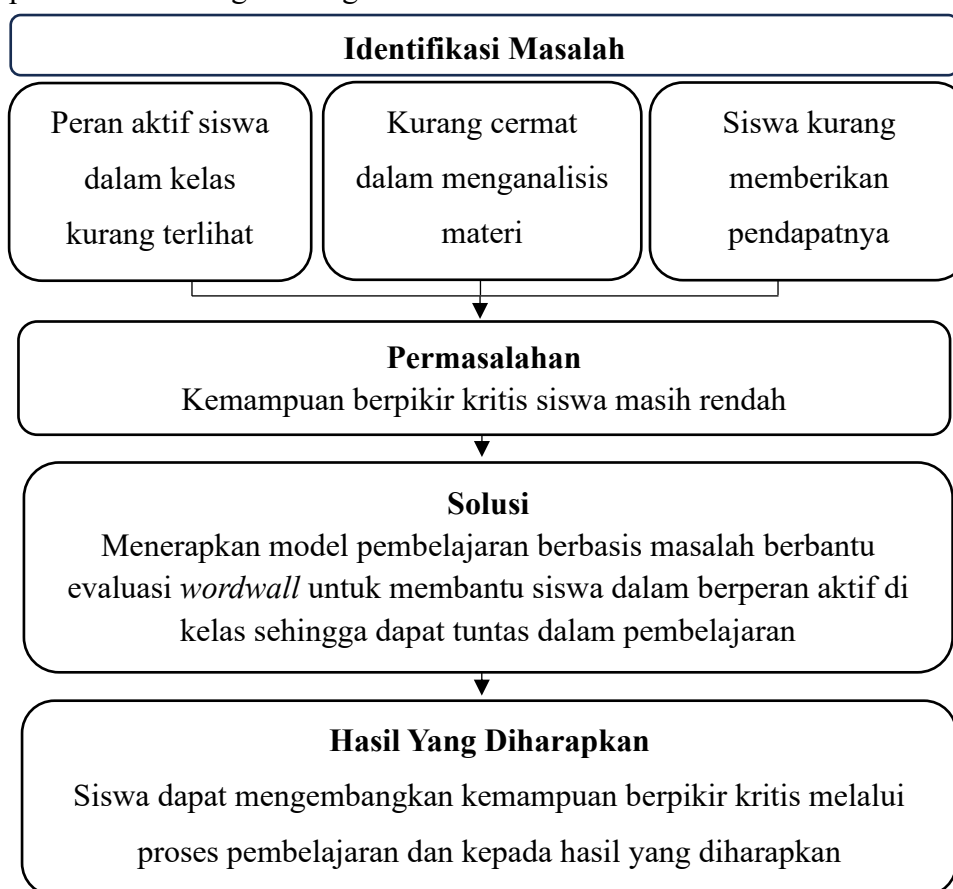 Identifikasi Masalah
Peran aktif siswa
dalam kelas
kurang terlihat
Kurang cermat
dalam menganalisis
materi
Siswa kurang
memberikan
pendapatnya
Permasalahan
Kemampuan berpikir kritis siswa masih rendah
Solusi
Menerapkan model pembelajaran berbasis masalah berbantu
evaluasi wordwall untuk membantu siswa dalam berperan aktif di
kelas sehingga dapat tuntas dalam pembelajaran
Hasil Yang Diharapkan
Siswa dapat mengembangkan kemampuan berpikir kritis melalui
proses pembelajaran dan kepada hasil yang diharapkan